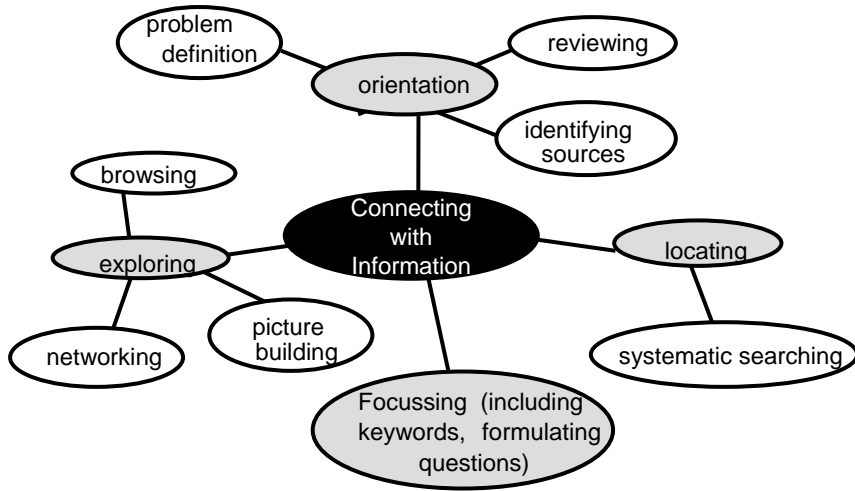 problem
definition
reviewing
orientation
identifying
sources
browsing
Connecting
with
Information
exploring
locating
networking
picture
building
systematic searching
Focussing (including
keywords, formulating
questions)